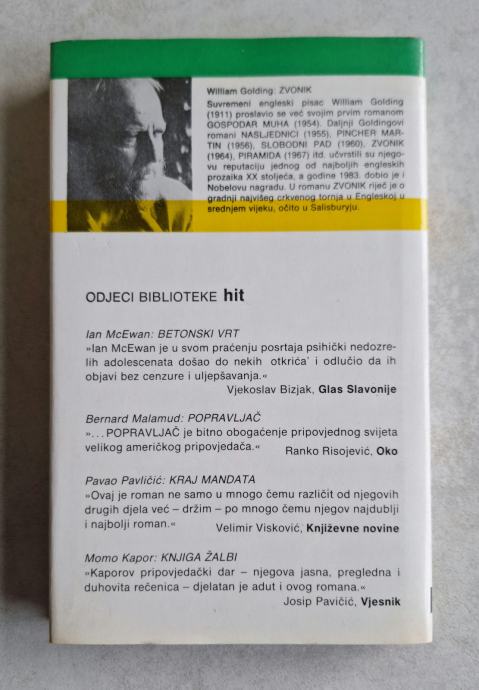 William Golding: ZVONIK
Suvremeni engleski pisac William Golding
(1911) proslavio se već svojim prvim romanom
GOSPODAR MUHA (1954). Daljnji Goldingovi
romani NASLJEDNICI (1955), PINCHER MAR-
TIN (1956), SLOBODNI PAD (1960), ZVONIK
(1964), PIRAMIDA (1967) itd. učvrstili su njego-
vu reputaciju jednog od najboljih engleskih
prozaika XX stoljeća, a godine 1983. dobio je i
Nobelovu nagradu. U romanu ZVONIK riječ je o
gradnji najvišeg crkvenog tornja u Engleskoj u
srednjem vijeku, očito u Salisburyju.
ODJECI BIBLIOTEKE hit
Ian McEwan: BETONSKI VRT
»Ian McEwan je u svom praćenju posrtaja psihički nedozre-
lih adolescenata došao do nekih otkrića' i odlučio da ih
objavi bez cenzure i uljepšavanja.«
Vjekoslav Bizjak, Glas Slavonije
Bernard Malamud: POPRAVLJAČ
»...POPRAVLJAČ je bitno obogaćenje pripovjednog svijeta
velikog američkog pripovjedača.«
Ranko Risojević, Oko
Pavao Pavličić: KRAJ MANDATA
»Ovaj je roman ne samo u mnogo čemu različit od njegovih
drugih djela već – držim – po mnogo čemu njegov najdublji
i najbolji roman.«
Velimir Visković, Književne novine
Momo Kapor: KNJIGA ŽALBI
»Kaporov pripovjedački dar – njegova jasna, pregledna i
duhovita rečenica – djelatan je adut i ovog romana.«
Josip Pavičić, Vjesnik